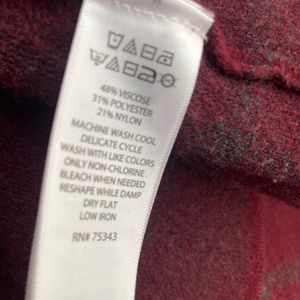 48% VISCOSE
31% POLYESTER
21% NYLON
MACHINE WASH COOL
DELICATE CYCLE
WASH WITH LIKE COLORS
ONLY NON-CHLORINE
BLEACH WHEN NEEDED
RESHAPE WHILE DAMP
DRY FLAT
LOW IRON
RN# 75343